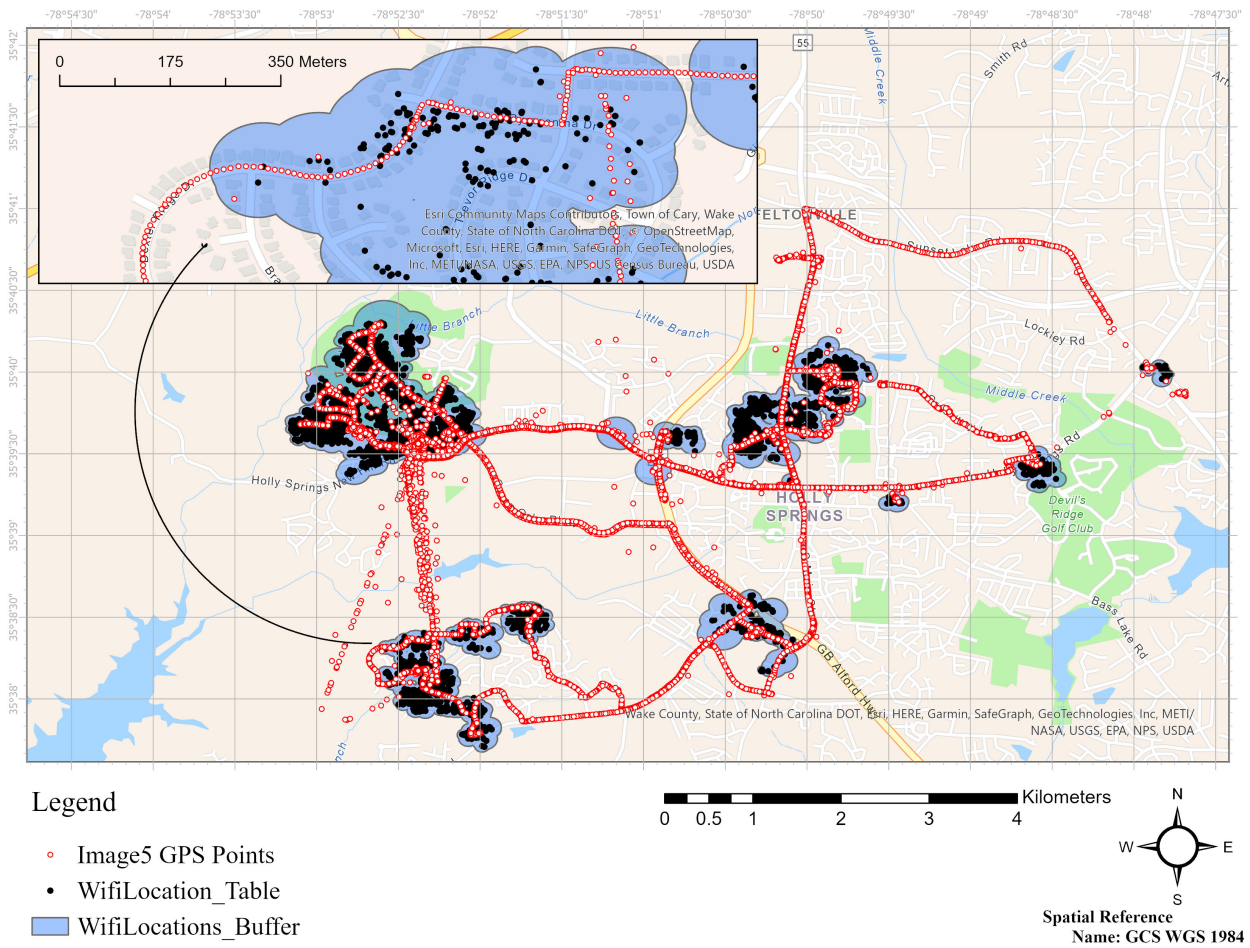 -78°54'30" -78°54' -78°53'30" -78°53' -78°52'30" -78°52' -78°51'30" -78°51' -78°50'30" -78°50' -78°49'30" -78°49' -78°48'30" -78°48' -78°47'30"
35°42'
35°41'30"
35°41'
35°40'30"
35°40'
35°39'30"
35°39'
35°38'30"
35°38'
0 175 350 Meters
Trevor Ridge D
Bra
Esri Community Maps Contributors, Town of Cary, Wake
County, State of North Carolina DOT, © OpenStreetMap,
Microsoft, Esri, HERE, Garmin, SafeGraph, GeoTechnologies,
Inc, METI/NASA, USGS, EPA, NPS, US Census Bureau, USDA
55
Middle Creek
Smith Rd
Art
FELTONVILLE
Little Branch
Little Branch
Lockley Rd
Middle Creek
Holly Springs New
HOLLY
SPRINGS
Devil's
Ridge
Golf Club
Bass Lake Rd
GB Alford Hwy
Wake County, State of North Carolina DOT, Esri, HERE, Garmin, SafeGraph, GeoTechnologies, Inc, METI/
NASA, USGS, EPA, NPS, USDA
Legend
Image5 GPS Points
WifiLocation_Table
WifiLocations_Buffer
Kilometers
0 0.5 1 2 3 4
N
W E
S
Spatial Reference
Name: GCS WGS 1984